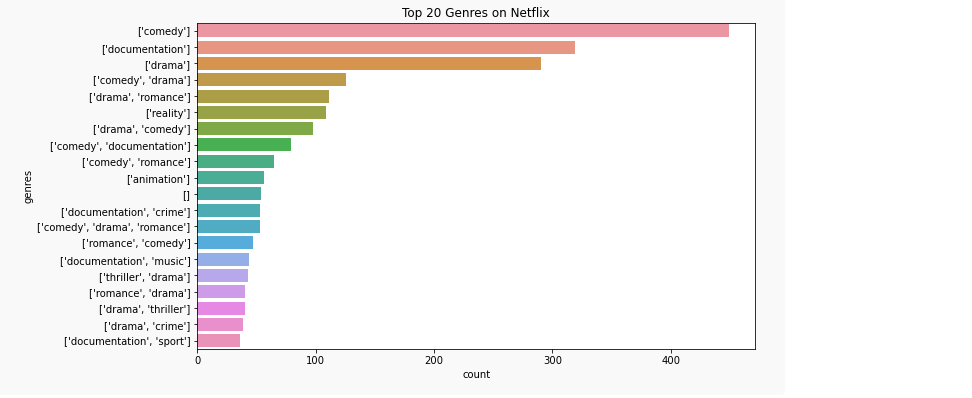 Top 20 Genres on Netflix
genres
['comedy']
['documentation']
['drama']
['comedy', 'drama']
['drama', 'romance']
['reality']
['drama', 'comedy']
['comedy', 'documentation']
['comedy', 'romance']
['animation']
[]
['documentation', 'crime']
['comedy', 'drama', 'romance']
['romance', 'comedy']
['documentation', 'music']
['thriller', 'drama']
['romance', 'drama']
['drama', 'thriller']
['drama', 'crime']
['documentation', 'sport']
0 100 200 300 400
count